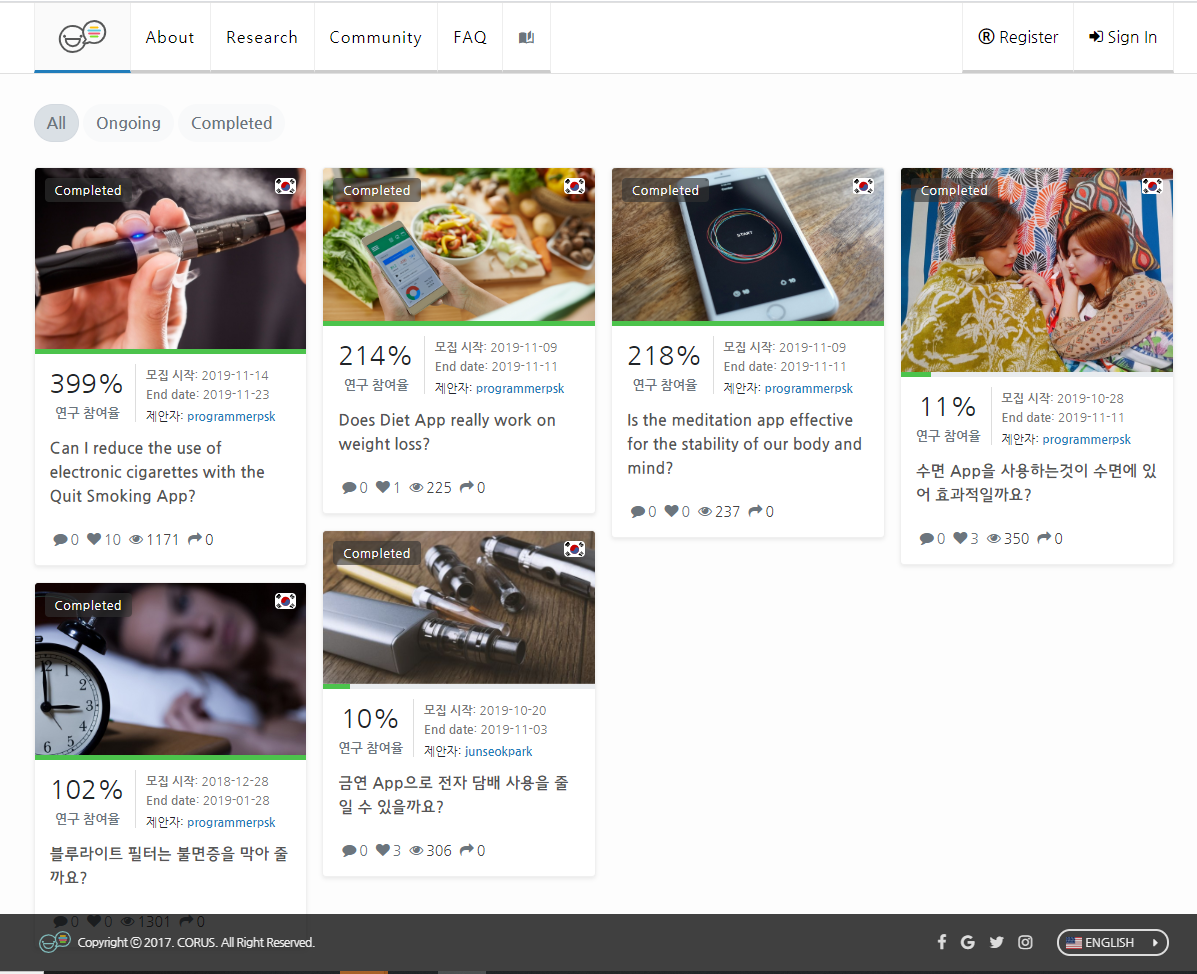 About
Research
Community
FAQ
Register
Sign In
All
Ongoing
Completed
Completed
399%
연구 참여율
모집 시작: 2019-11-14
End date: 2019-11-23
제안자: programmerpsk
Can I reduce the use of
electronic cigarettes with the
Quit Smoking App?
0 10 1171 0
Completed
214%
연구 참여율
모집 시작: 2019-11-09
End date: 2019-11-11
제안자: programmerpsk
Does Diet App really work on
weight loss?
0 1 225 0
Completed
START
218%
연구 참여율
모집 시작: 2019-11-09
End date: 2019-11-11
제안자: programmerpsk
Is the meditation app effective
for the stability of our body and
mind?
0 0 237 0
Completed
11%
연구 참여율
모집 시작: 2019-10-28
End date: 2019-11-11
제안자: programmerpsk
수면 App을 사용하는것이 수면에 있
어 효과적일까요?
0 3 350 0
Completed
12 1 2 3 4 5 6
102%
연구 참여율
모집 시작: 2018-12-28
End date: 2019-01-28
제안자: programmerpsk
블루라이트 필터는 불면증을 막아 줄
까요?
0 0 1301 0
Completed
10%
연구 참여율
모집 시작: 2019-10-20
End date: 2019-11-03
제안자: junseokpark
금연 App으로 전자 담배 사용을 줄
일 수 있을까요?
0 3 306 0
Copyright ⓒ 2017. CORUS. All Right Reserved.
ENGLISH